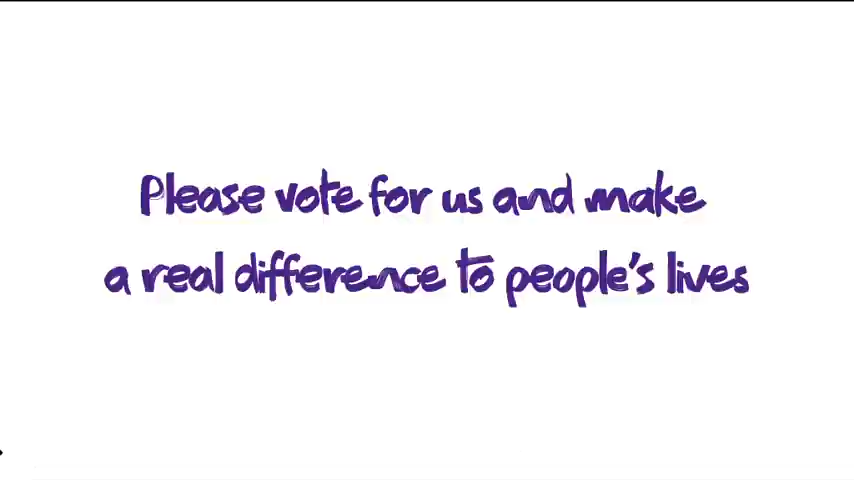 Please vote for us and make
a real difference to people's lives